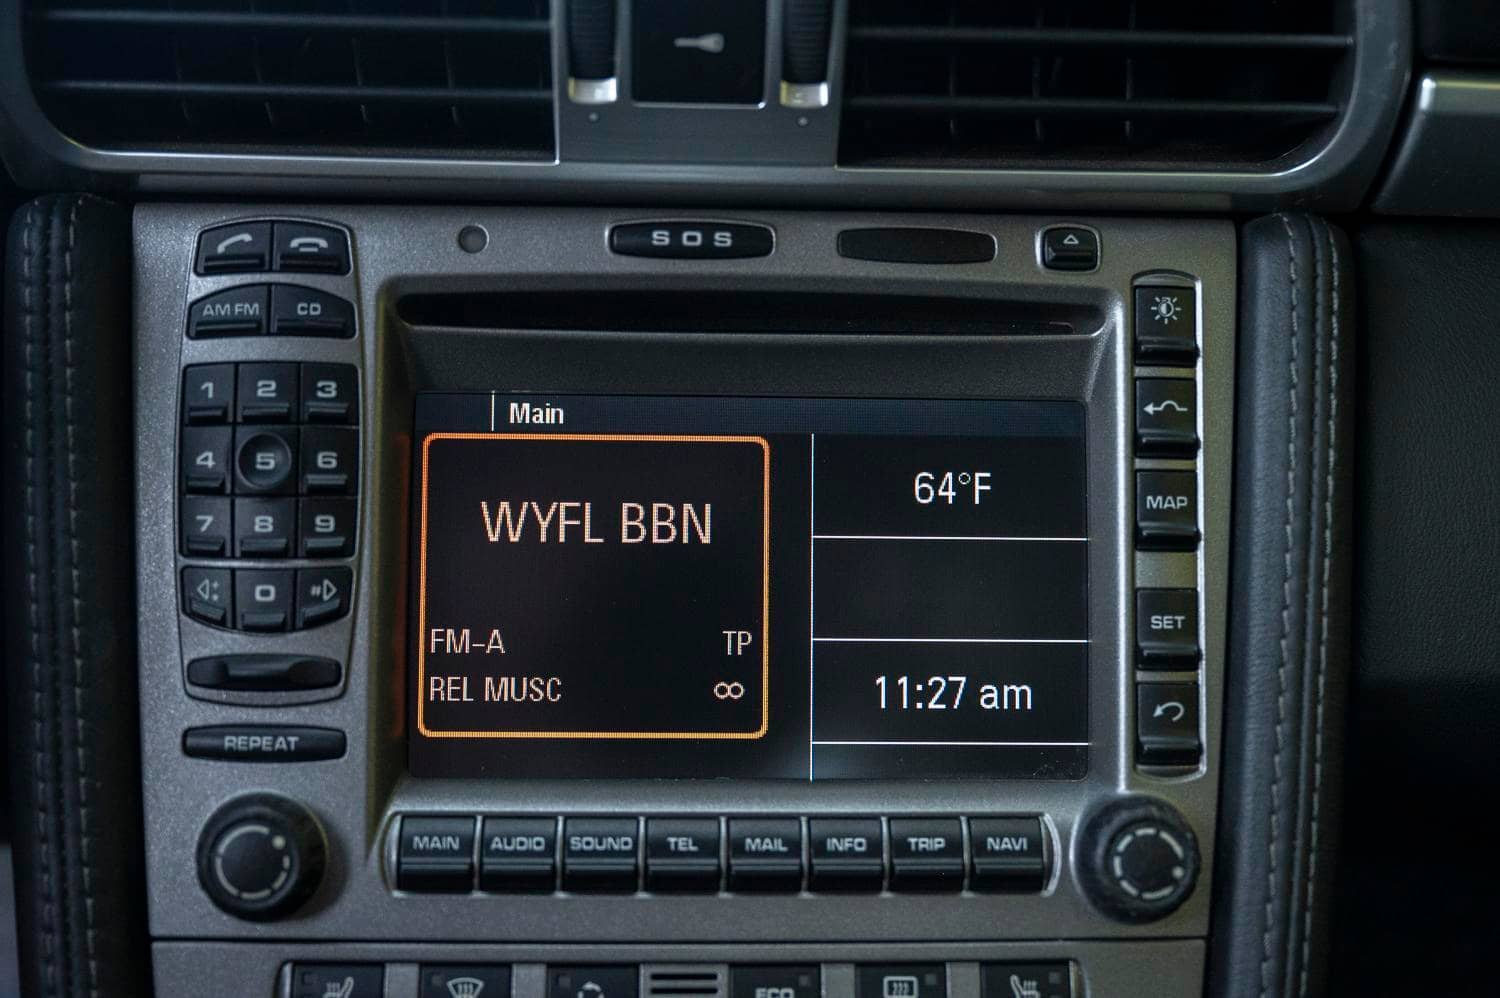 SOS
AM FM
CD
1 2 3
4 5 6
7 8 9
0
REPEAT
Main
WYFL BBN
FM-A TP
REL MUSC ∞
64°F
11:27 am
MAP
SET
MAIN AUDIO SOUND TEL MAIL INFO TRIP NAVI
ECO